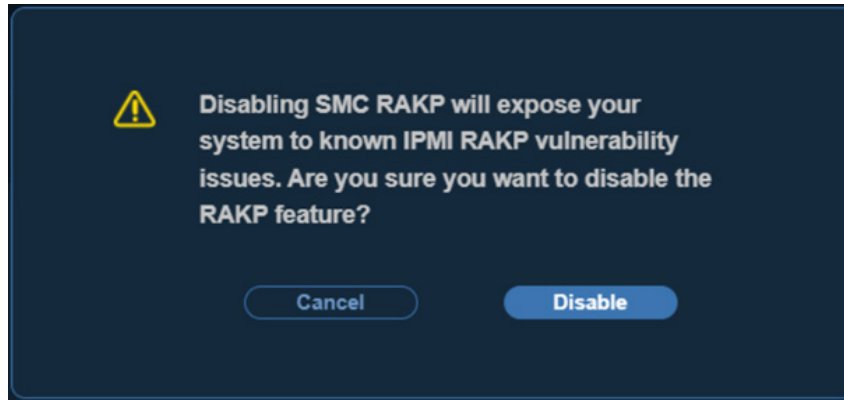 Disabling SMC RAKP will expose your
system to known IPMI RAKP vulnerability
issues. Are you sure you want to disable the
RAKP feature?
Cancel Disable